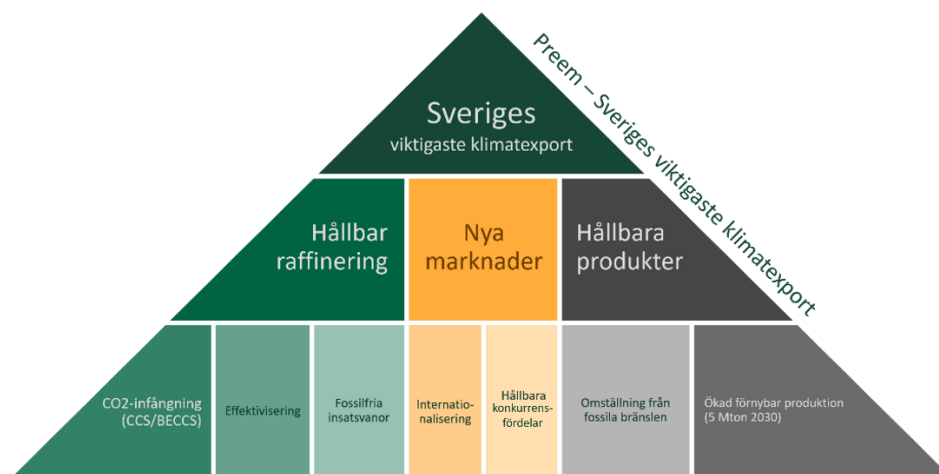 Sveriges
viktigaste klimatexport
Preem – Sveriges viktigaste klimatexport
Hållbar
raffinering
Nya
marknader
Hållbara
produkter
CO2-infångning
(CCS/BECCS)
Effektivisering
Fossilfria
insatsvanor
Internatio-
nalisering
Hållbara
konkurrens-
fördelar
Omställning från
fossila bränslen
Ökad förnybar produktion
(5 Mton 2030)